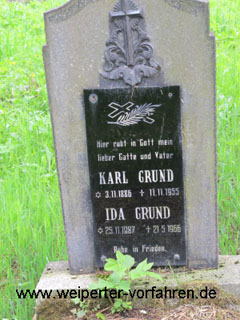 Hier ruht in Gott mein
lieber Gatte und Vater
KARL GRUND
✡ 3.11.1886 + 11.11.1955
IDA GRUND
✡ 25.11.1887 + 21.5.1966
Ruhe in Frieden.
www.weiperter-vorfahren.de